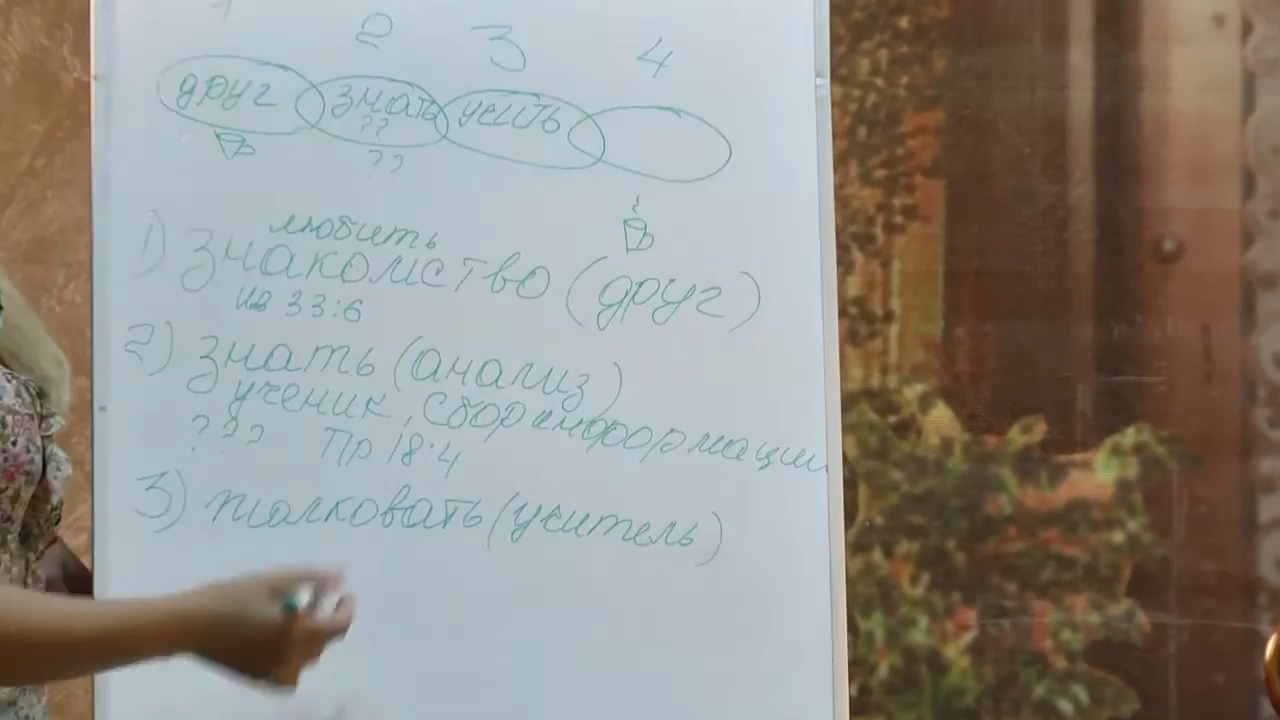 1 2 3 4
друг знать учить
??
??
любить
1) знакомство (друг)
Ис 33:6
2) знать (анализ)
ученик, сбор информации
??? Пр 18:4
3) толковать (учитель)